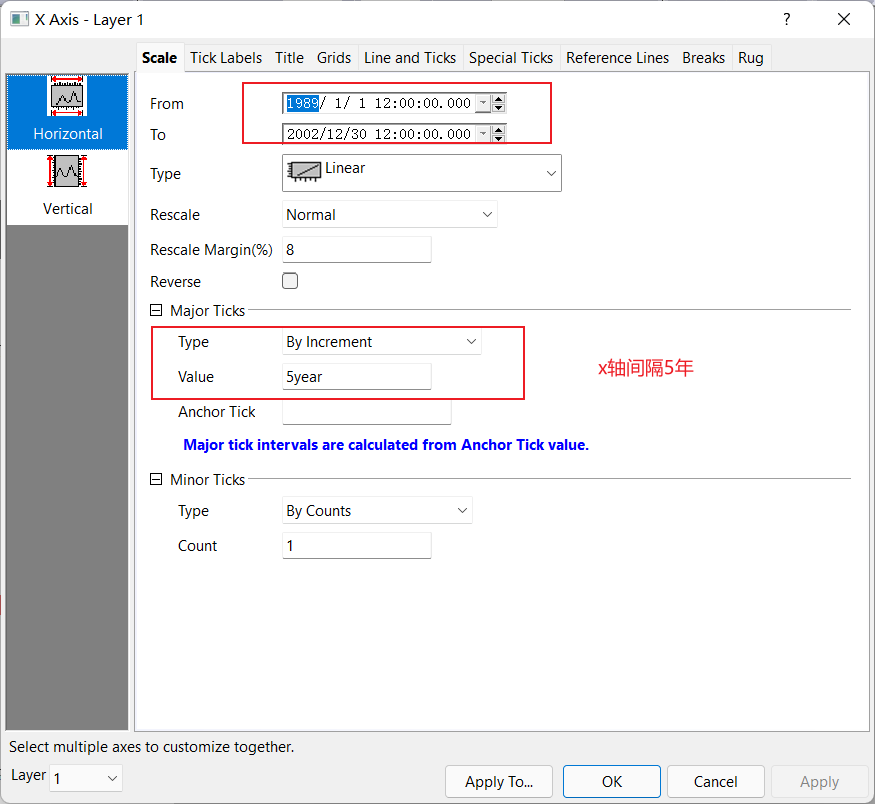 X Axis - Layer 1
?
Scale Tick Labels Title Grids Line and Ticks Special Ticks Reference Lines Breaks Rug
Horizontal
Vertical
From 1989/ 1/ 1 12:00:00.000
To 2002/12/30 12:00:00.000
Type Linear
Rescale Normal
Rescale Margin(%) 8
Reverse
Major Ticks
Type By Increment
Value 5year
x轴间隔5年
Anchor Tick
Major tick intervals are calculated from Anchor Tick value.
Minor Ticks
Type By Counts
Count 1
Select multiple axes to customize together.
Layer 1
Apply To... OK Cancel Apply